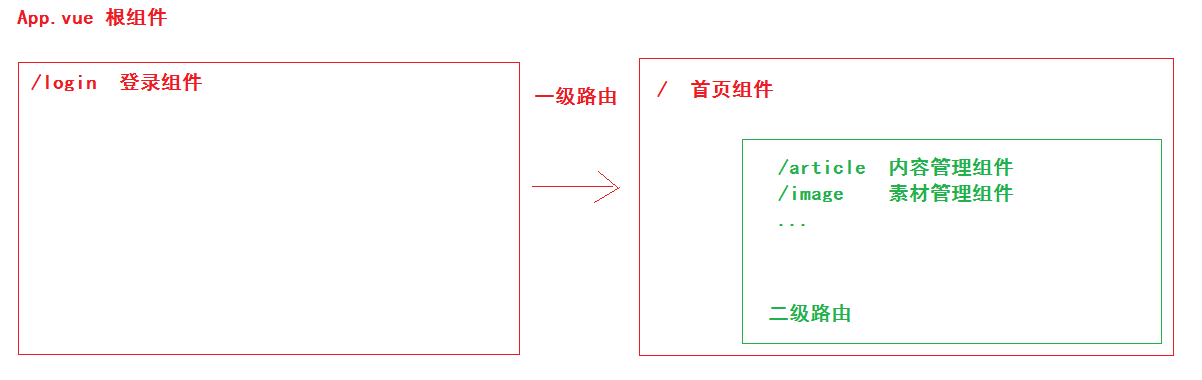 App.vue 根组件
/login 登录组件
一级路由
/ 首页组件
/article 内容管理组件
/image 素材管理组件
...
二级路由